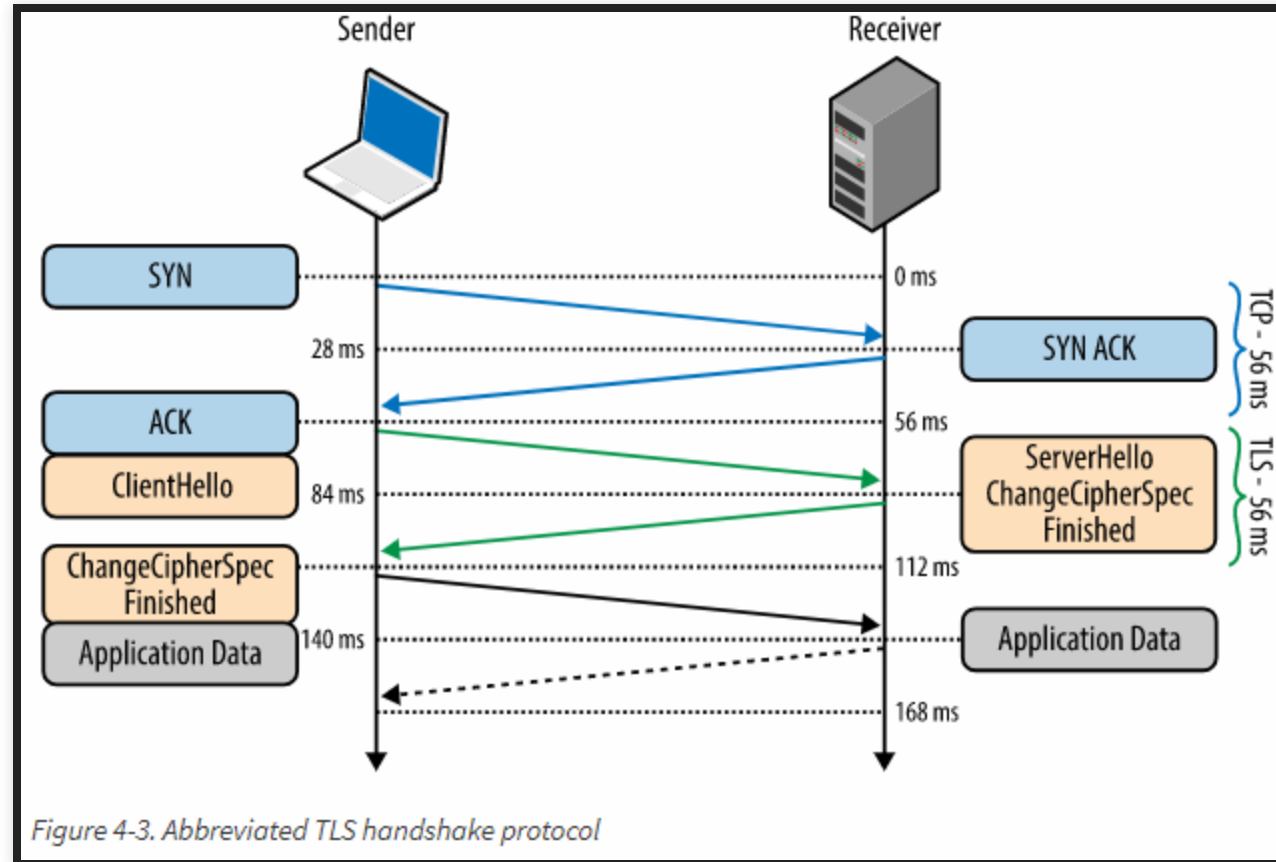 Sender
Receiver
SYN
0 ms
28 ms
SYN ACK
TCP - 56 ms
ACK
56 ms
ClientHello
84 ms
ServerHello
ChangeCipherSpec
Finished
TLS - 56 ms
ChangeCipherSpec
Finished
112 ms
Application Data
140 ms
Application Data
168 ms
Figure 4-3. Abbreviated TLS handshake protocol